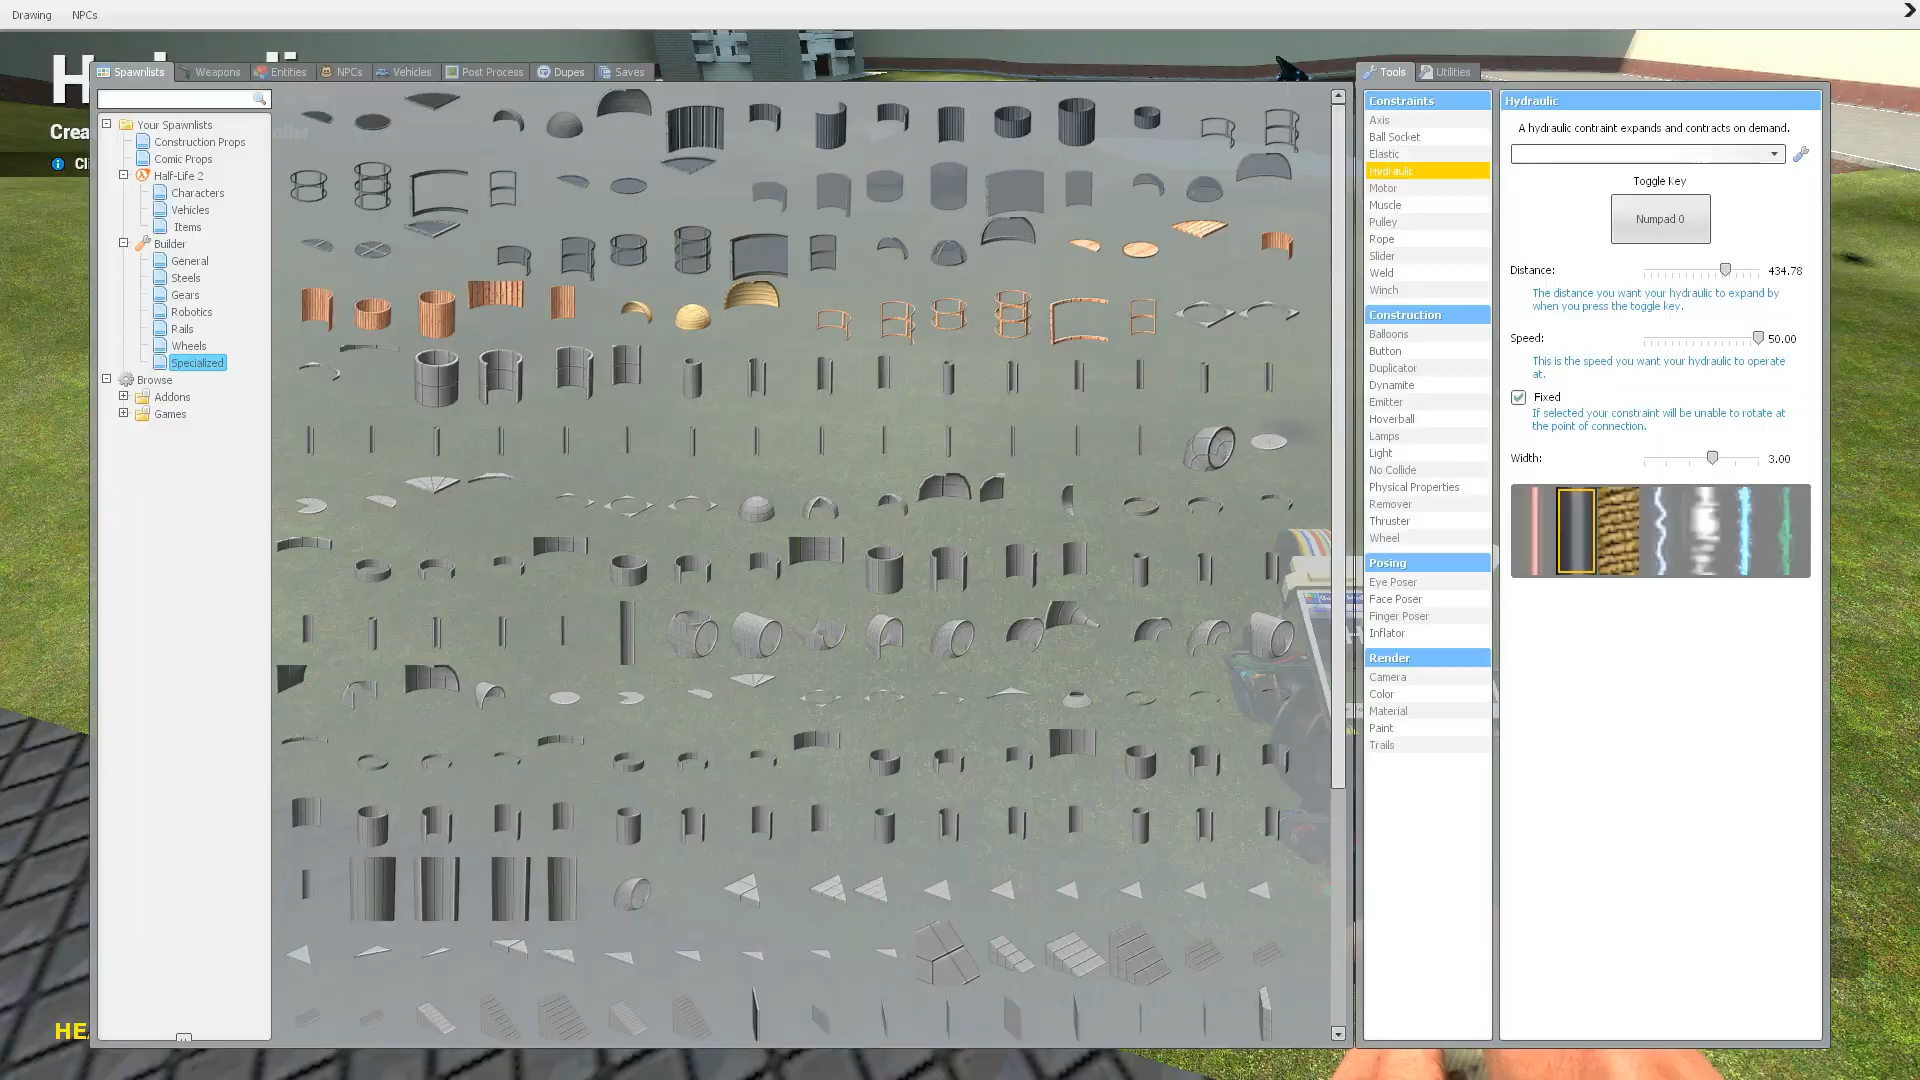 Drawing NPCs
H
Crea
Cli
HEA
Spawnlists Weapons Entities NPCs Vehicles Post Process Dupes Saves
Your Spawnlists
Construction Props
Comic Props
Half-Life 2
Characters
Vehicles
Items
Builder
General
Steels
Gears
Robotics
Rails
Wheels
Specialized
Browse
Addons
Games
Tools Utilities
Constraints
Axis
Ball Socket
Elastic
Hydraulic
Motor
Muscle
Pulley
Rope
Slider
Weld
Winch
Construction
Balloons
Button
Duplicator
Dynamite
Emitter
Hoverball
Lamps
Light
No Collide
Physical Properties
Remover
Thruster
Wheel
Posing
Eye Poser
Face Poser
Finger Poser
Inflator
Render
Camera
Color
Material
Paint
Trails
Hydraulic
A hydraulic contraint expands and contracts on demand.
Toggle Key
Numpad 0
Distance: 434.78
The distance you want your hydraulic to expand by
when you press the toggle key.
Speed: 50.00
This is the speed you want your hydraulic to operate
at.
Fixed
If selected your constraint will be unable to rotate at
the point of connection.
Width: 3.00